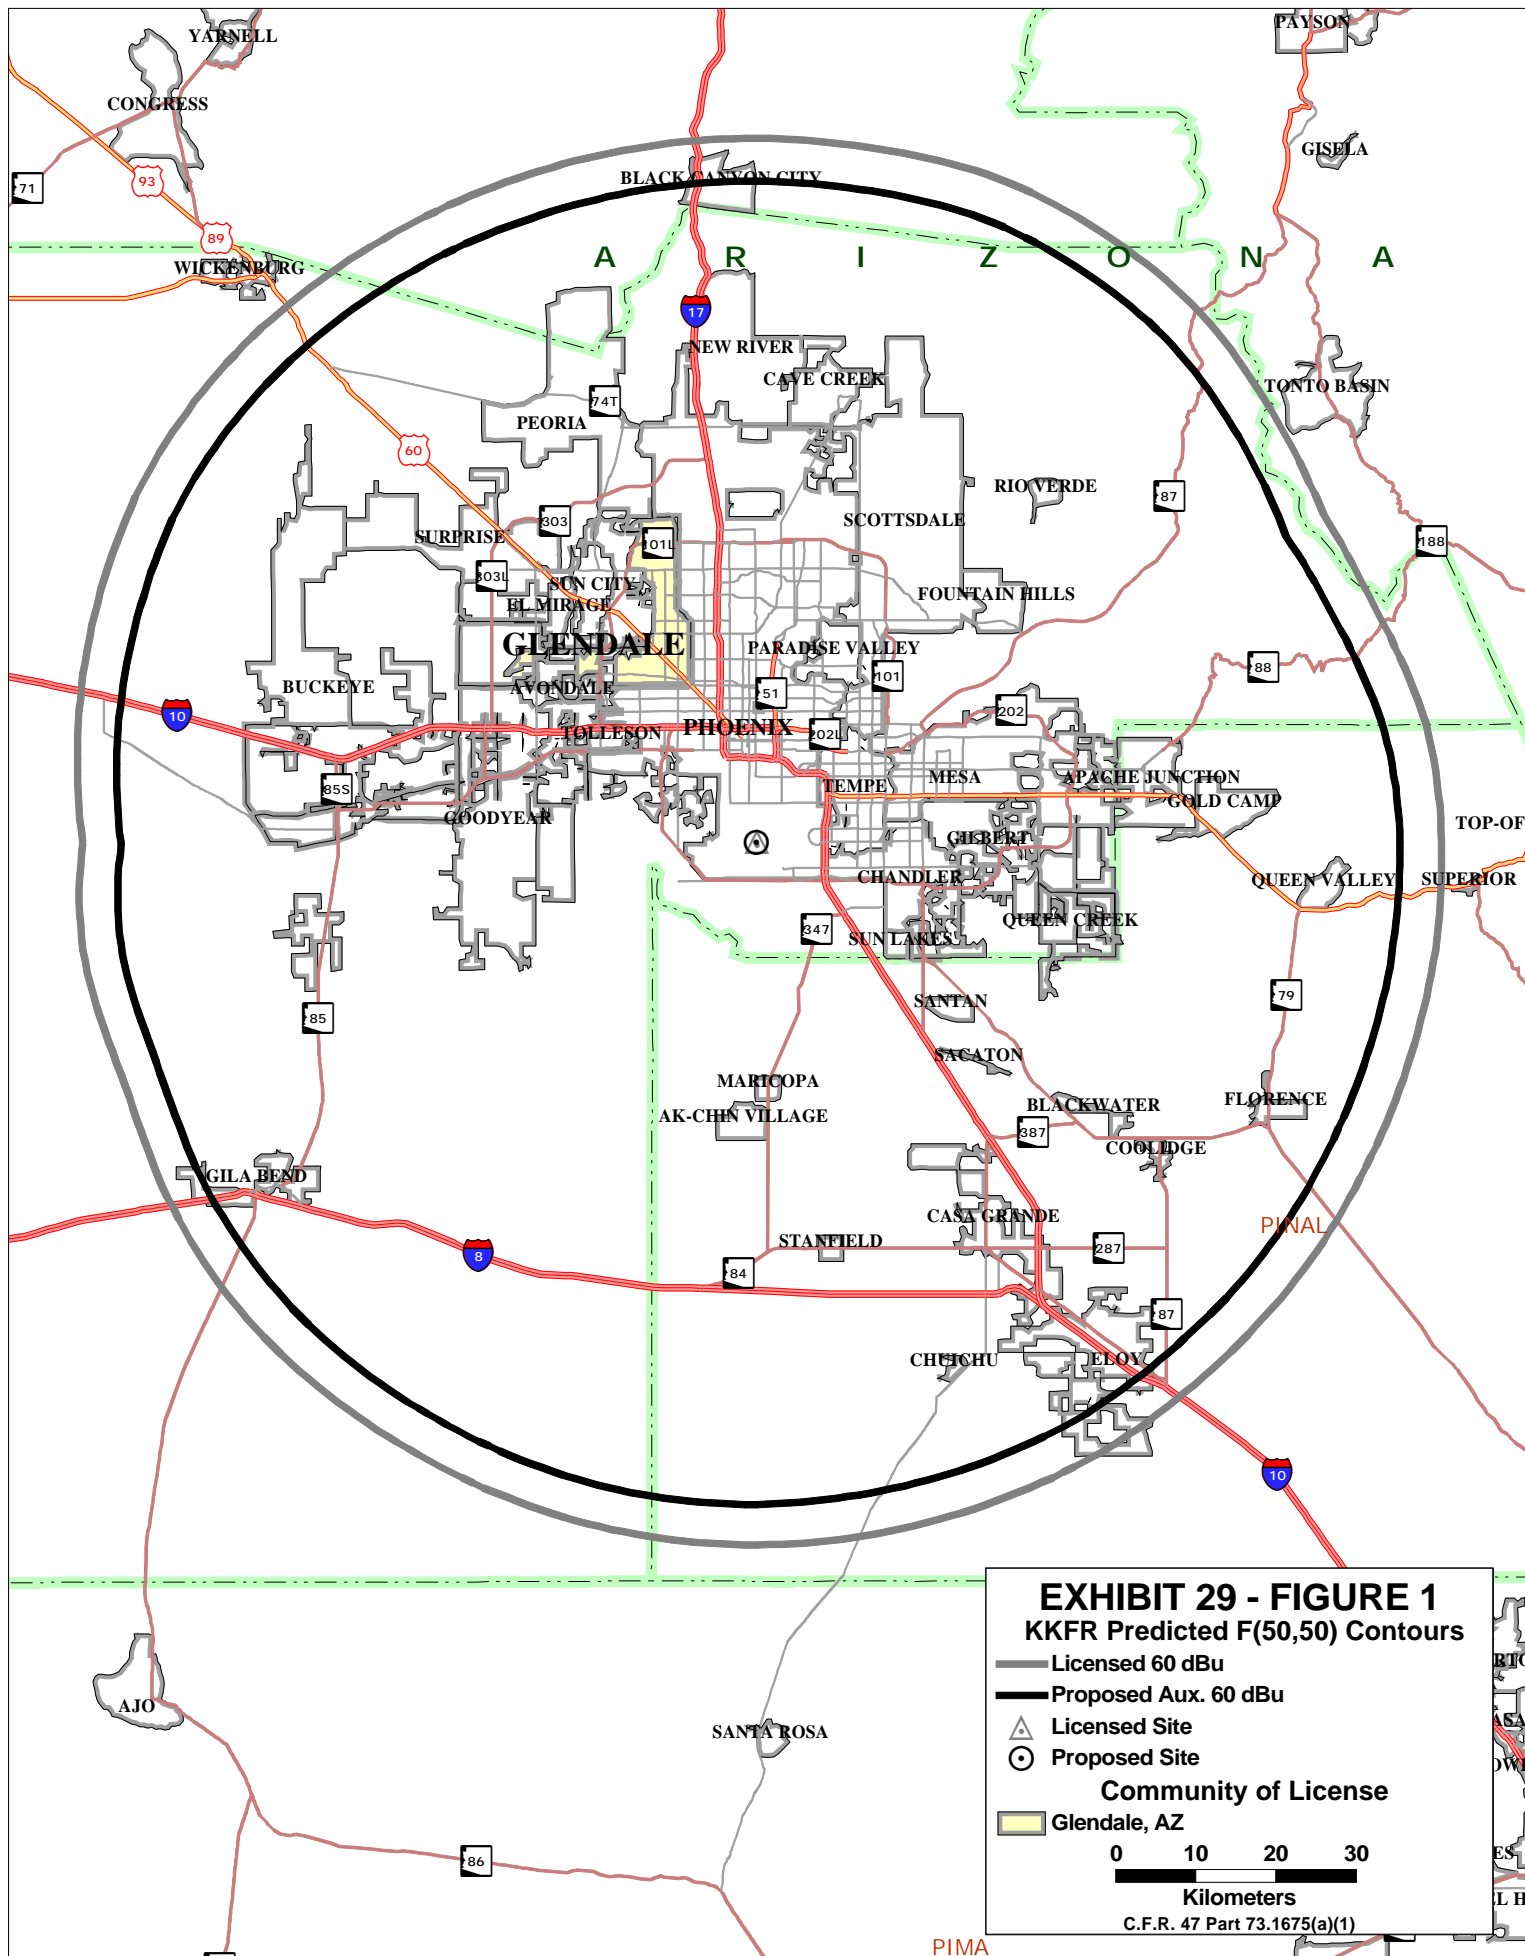 YARNELL
PAYSON
CONGRESS
GISELA
71
93
BLACK CANYON CITY
89
WICKENBURG
A R I Z O N A
17
NEW RIVER
CAVE CREEK
TONTO BASIN
74T
PEORIA
60
RIO VERDE
87
303
SCOTTSDALE
SURPRISE
101L
188
303L
SUN CITY
EL MIRAGE
FOUNTAIN HILLS
GLENDALE
PARADISE VALLEY
88
101
BUCKEYE
AVONDALE
51
10
202
TOLLESON
PHOENIX
202L
85S
TEMPE
MESA
APACHE JUNCTION
GOLD CAMP
GOODYEAR
TOP-OF
GILBERT
CHANDLER
QUEEN VALLEY
SUPERIOR
347
QUEEN CREEK
SUN LAKES
85
79
SANTAN
SACATON
MARICOPA
AK-CHIN VILLAGE
BLACKWATER
FLORENCE
387
COOLIDGE
GILA BEND
CASA GRANDE
PINAL
STANFIELD
287
8
84
87
CHUICHU
ELOY
10
AJO
SANTA ROSA
86
PIMA
EXHIBIT 29 - FIGURE 1
KKFR Predicted F(50,50) Contours
Licensed 60 dBu
Proposed Aux. 60 dBu
Licensed Site
Proposed Site
Community of License
Glendale, AZ
0 10 20 30
Kilometers
C.F.R. 47 Part 73.1675(a)(1)